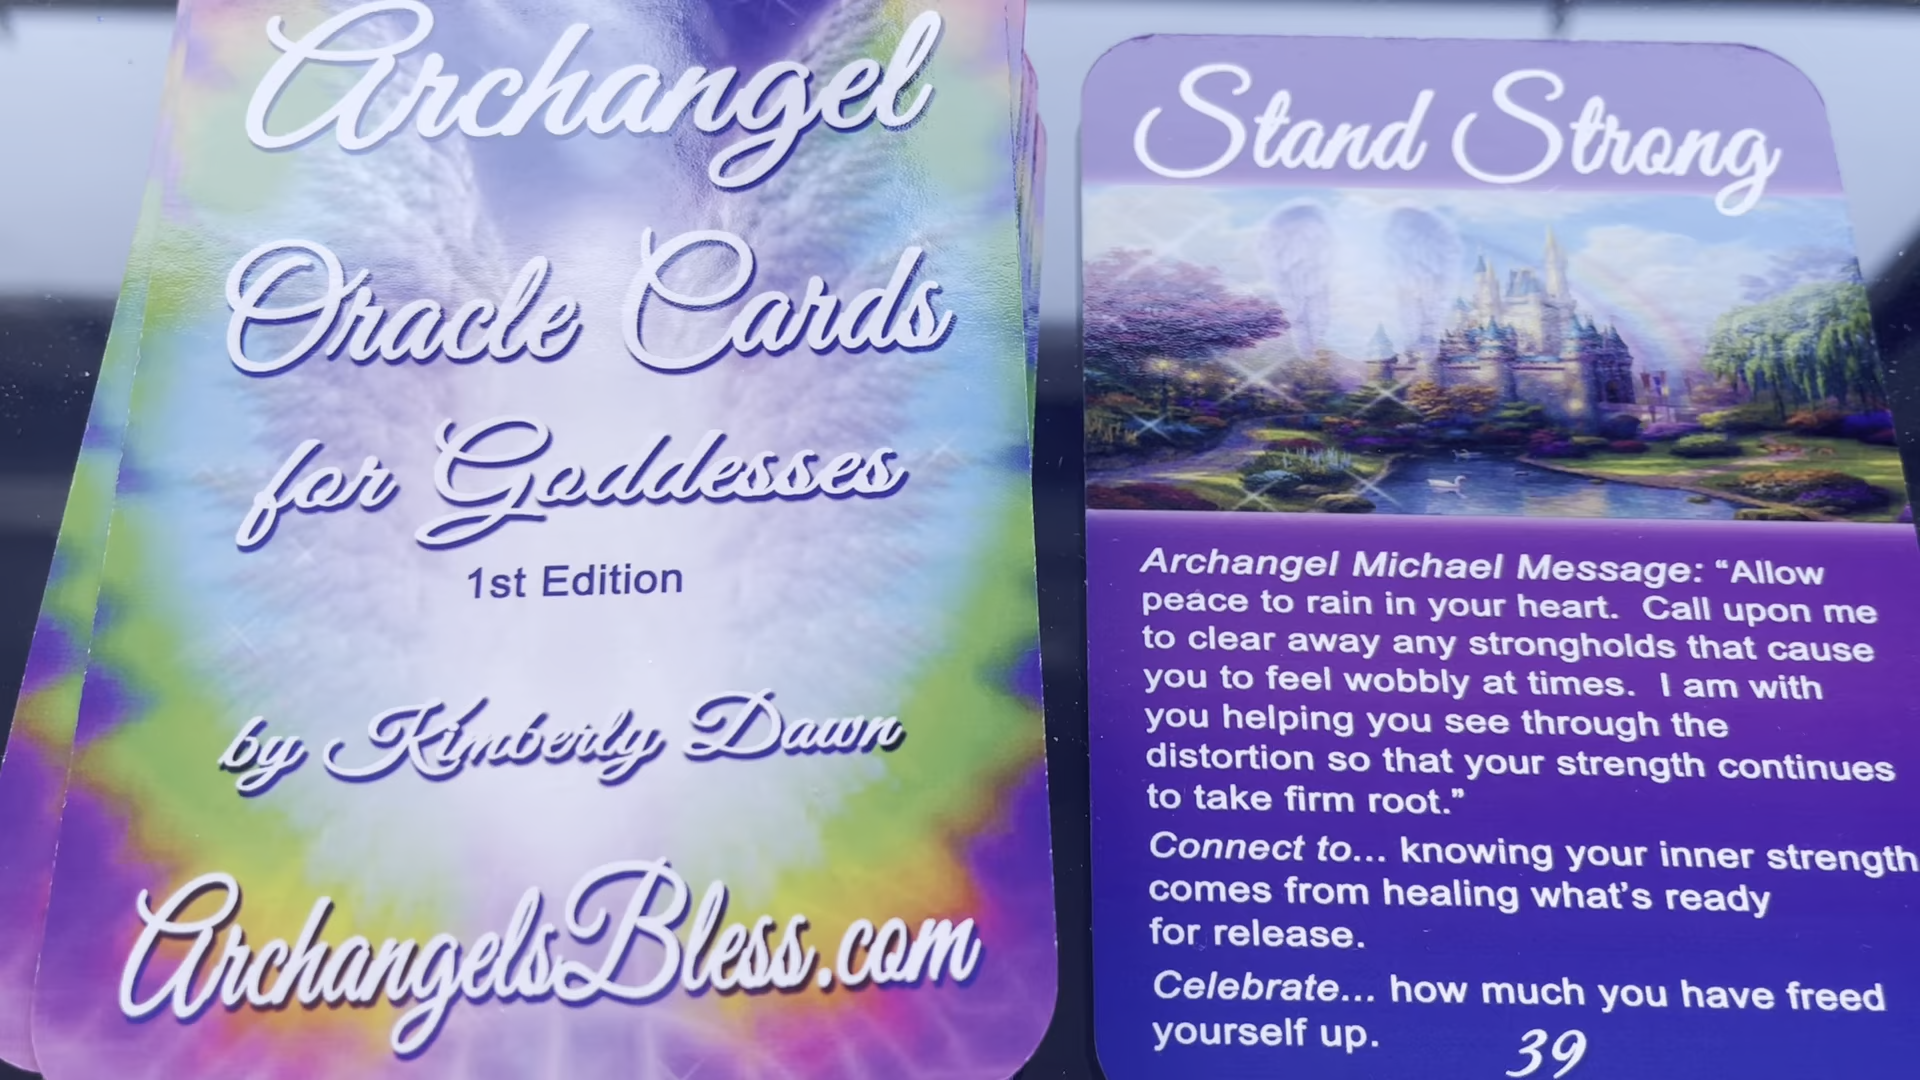 Archangel
Oracle Cards
for Goddesses
1st Edition
by Kimberly Dawn
ArchangelsBless.com
Stand Strong
Archangel Michael Message: “Allow
peace to rain in your heart.  Call upon me
to clear away any strongholds that cause
you to feel wobbly at times.  I am with
you helping you see through the
distortion so that your strength continues
to take firm root.”
Connect to... knowing your inner strength
comes from healing what’s ready
for release.
Celebrate... how much you have freed
yourself up.
39